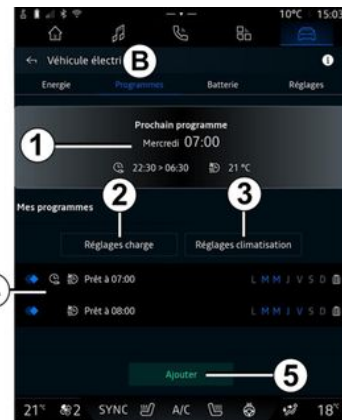 10°C 15:03
B
Véhicule électri
Energie Programmes Batterie Réglages
Prochain programme
1
Mercredi 07:00
22:30 > 06:30 21 °C
2 3
Mes programmes
Réglages charge Réglages climatisation
Prêt à 07:00 L M M J V S D
Prêt à 08:00 L M M J V S D
Ajouter 5
21° 2 SYNC A/C 18°